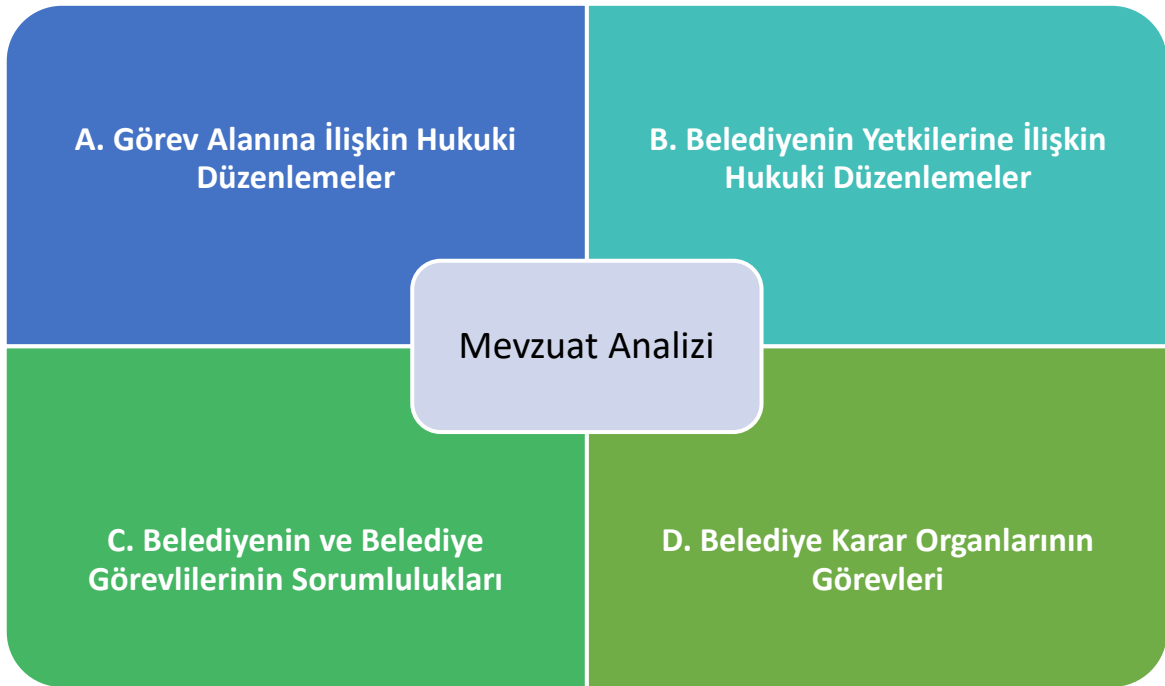 A. Görev Alanına İlişkin Hukuki
Düzenlemeler
B. Belediyenin Yetkilerine İlişkin
Hukuki Düzenlemeler
Mevzuat Analizi
C. Belediyenin ve Belediye
Görevlilerinin Sorumlulukları
D. Belediye Karar Organlarının
Görevleri